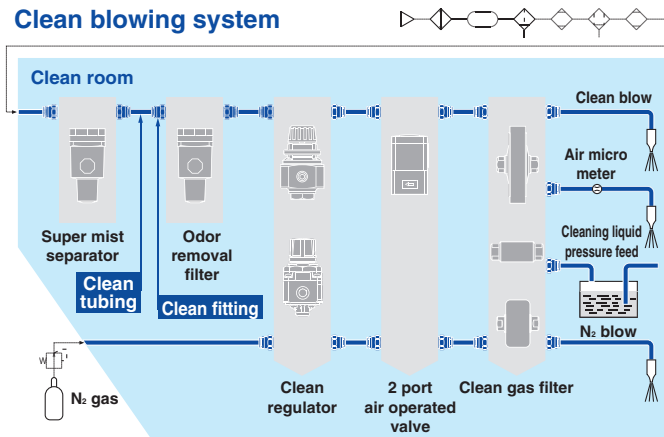 Clean blowing system
Clean room
Clean blow
Air micro
meter
Super mist
separator
Odor
removal
filter
Cleaning liquid
pressure feed
Clean
tubing
Clean fitting
N₂ blow
W
N₂ gas
Clean
regulator
2 port
air operated
valve
Clean gas filter